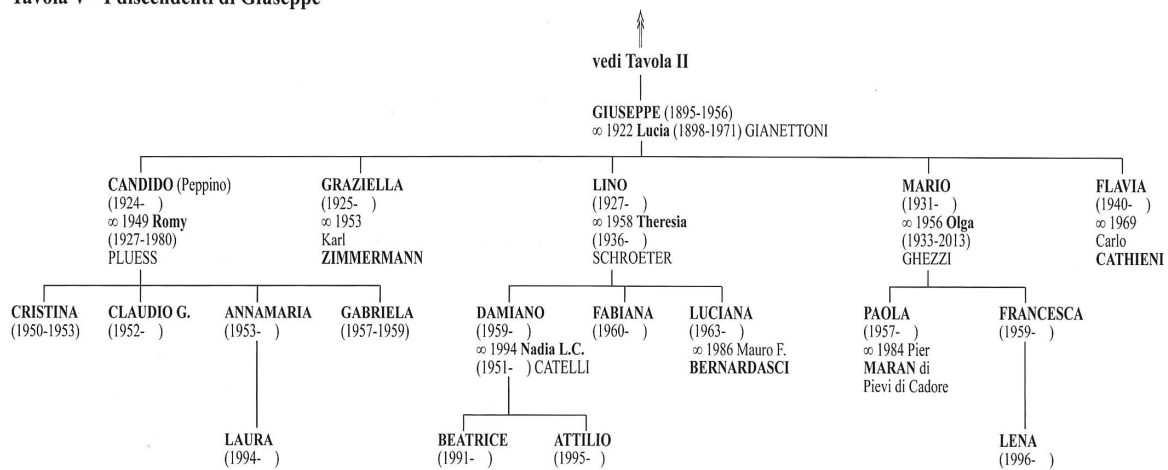 Tavola V – I discendenti di Giuseppe
vedi Tavola II
GIUSEPPE (1895-1956)
∞ 1922 Lucia (1898-1971) GIANETTONI
CANDIDO (Peppino)
(1924- )
∞ 1949 Romy
(1927-1980)
PLUESS
GRAZIELLA
(1925- )
∞ 1953
Karl
ZIMMERMANN
LINO
(1927- )
∞ 1958 Theresia
(1936- )
SCHROETER
MARIO
(1931- )
∞ 1956 Olga
(1933-2013)
GHEZZI
FLAVIA
(1940- )
∞ 1969
Carlo
CATHIENI
CRISTINA
(1950-1953)
CLAUDIO G.
(1952- )
ANNAMARIA
(1953- )
GABRIELA
(1957-1959)
DAMIANO
(1959- )
∞ 1994 Nadia L.C.
(1951- ) CATELLI
FABIANA
(1960- )
LUCIANA
(1963- )
∞ 1986 Mauro F.
BERNARDASCI
PAOLA
(1957- )
∞ 1984 Pier
MARAN di
Pievi di Cadore
FRANCESCA
(1959- )
LAURA
(1994- )
BEATRICE
(1991- )
ATTILIO
(1995- )
LENA
(1996- )